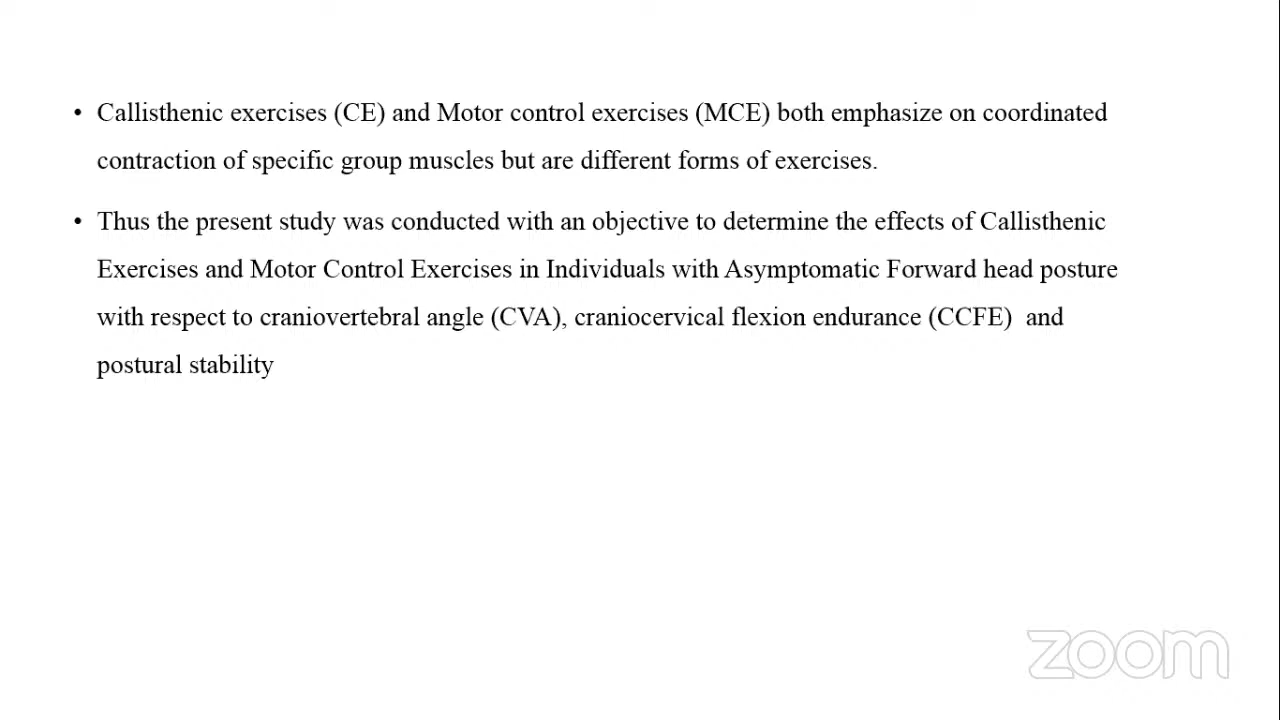 • Callisthenic exercises (CE) and Motor control exercises (MCE) both emphasize on coordinated
contraction of specific group muscles but are different forms of exercises.
• Thus the present study was conducted with an objective to determine the effects of Callisthenic
Exercises and Motor Control Exercises in Individuals with Asymptomatic Forward head posture
with respect to craniovertebral angle (CVA), craniocervical flexion endurance (CCFE)  and
postural stability
zoom